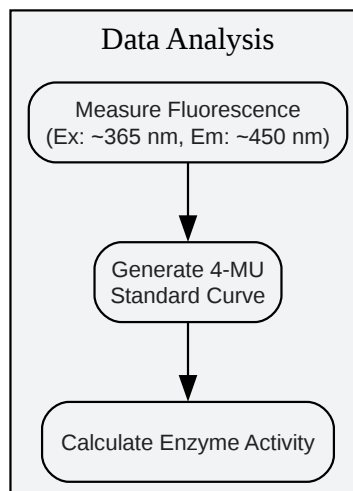 Data Analysis
Measure Fluorescence
(Ex: ~365 nm, Em: ~450 nm)
Generate 4-MU
Standard Curve
Calculate Enzyme Activity